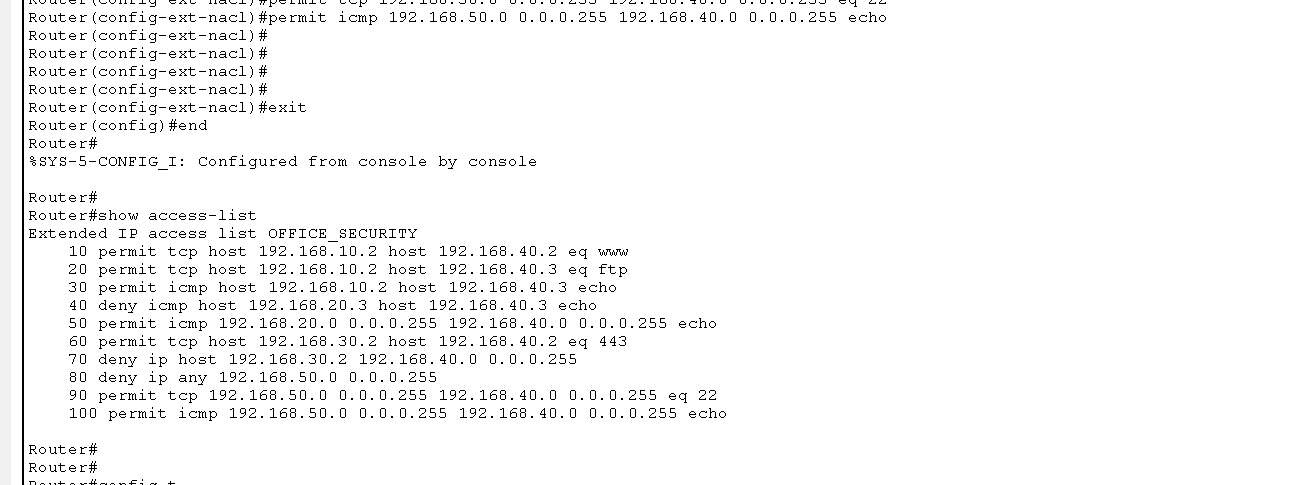 Router(config-ext-nacl)#permit tcp 192.168.50.0 0.0.0.255 192.168.40.0 0.0.0.255 eq 22
Router(config-ext-nacl)#permit icmp 192.168.50.0 0.0.0.255 192.168.40.0 0.0.0.255 echo
Router(config-ext-nacl)#
Router(config-ext-nacl)#
Router(config-ext-nacl)#
Router(config-ext-nacl)#
Router(config-ext-nacl)#exit
Router(config)#end
Router#
%SYS-5-CONFIG_I: Configured from console by console
Router#
Router#show access-list
Extended IP access list OFFICE_SECURITY
10 permit tcp host 192.168.10.2 host 192.168.40.2 eq www
20 permit tcp host 192.168.10.2 host 192.168.40.3 eq ftp
30 permit icmp host 192.168.10.2 host 192.168.40.3 echo
40 deny icmp host 192.168.20.3 host 192.168.40.3 echo
50 permit icmp 192.168.20.0 0.0.0.255 192.168.40.0 0.0.0.255 echo
60 permit tcp host 192.168.30.2 host 192.168.40.2 eq 443
70 deny ip host 192.168.30.2 192.168.40.0 0.0.0.255
80 deny ip any 192.168.50.0 0.0.0.255
90 permit tcp 192.168.50.0 0.0.0.255 192.168.40.0 0.0.0.255 eq 22
100 permit icmp 192.168.50.0 0.0.0.255 192.168.40.0 0.0.0.255 echo
Router#
Router#
Router#config t